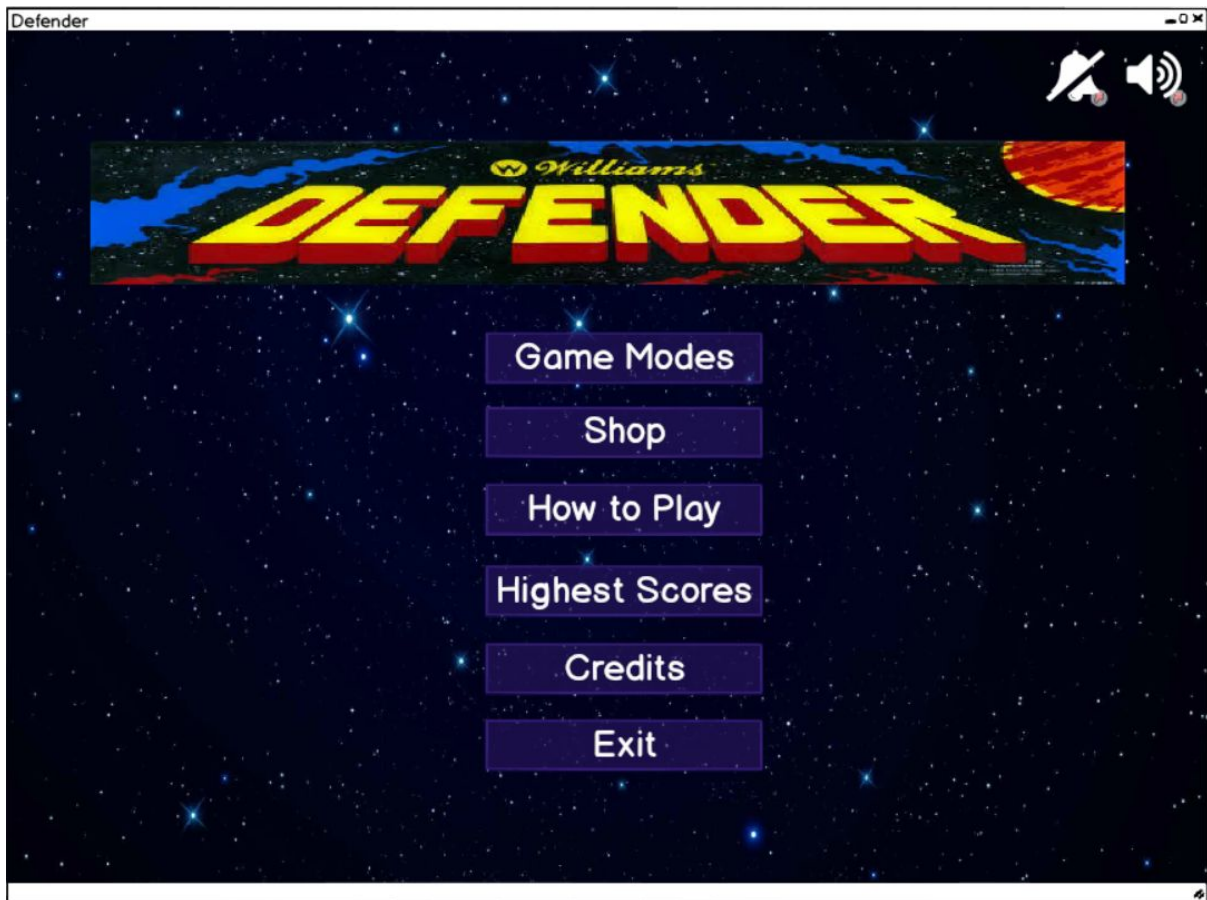 Defender
Williams
DEFENDER
Game Modes
Shop
How to Play
Highest Scores
Credits
Exit